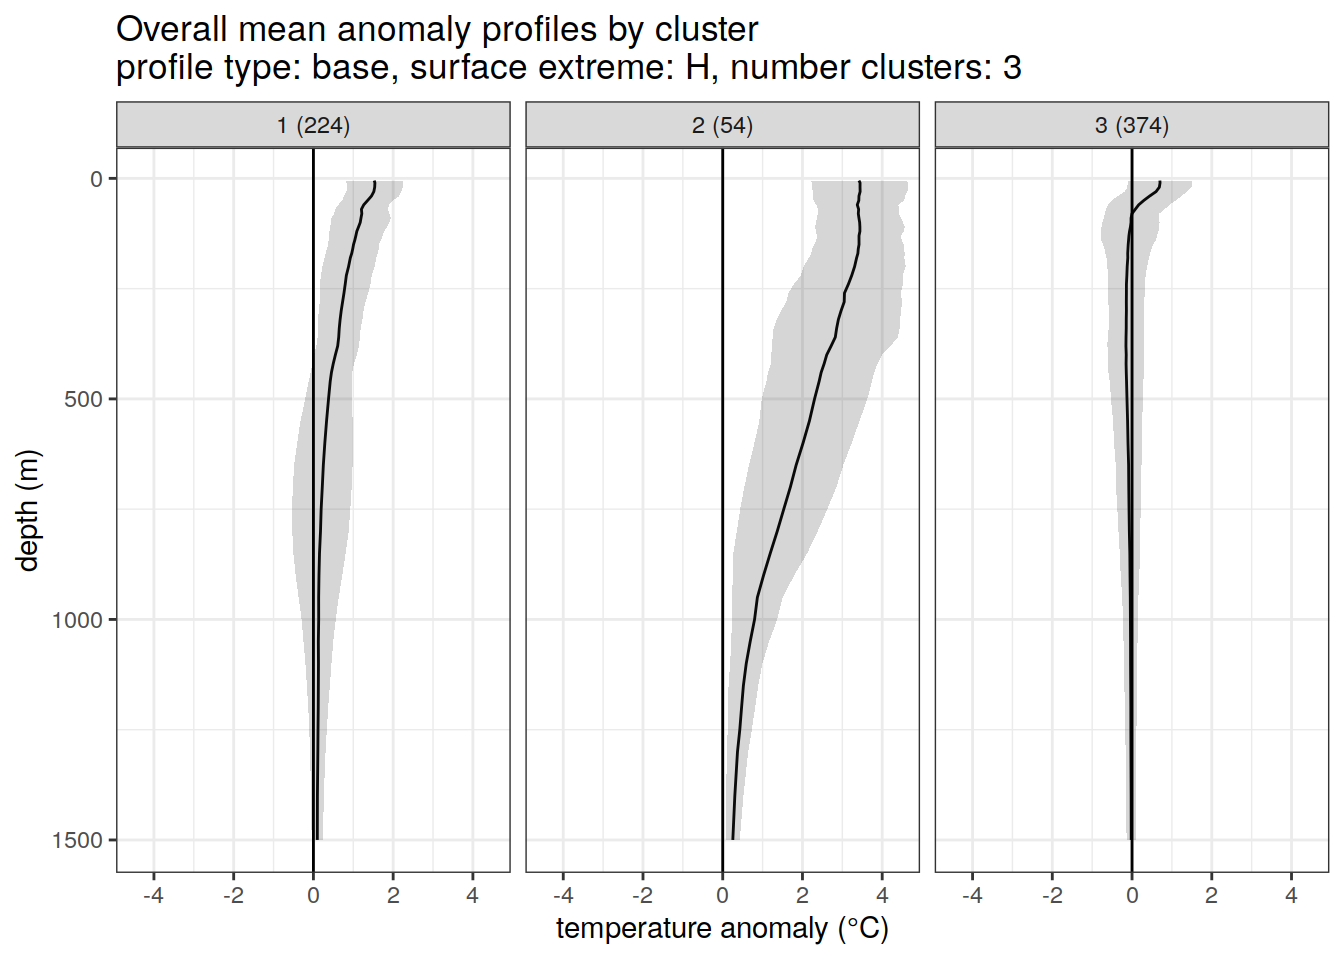 Overall mean anomaly profiles by cluster
profile type: base, surface extreme: H, number clusters: 3
1 (224)
2 (54)
3 (374)
0
500
1000
1500
depth (m)
-4 -2 0 2 4
-4 -2 0 2 4
-4 -2 0 2 4
temperature anomaly (°C)